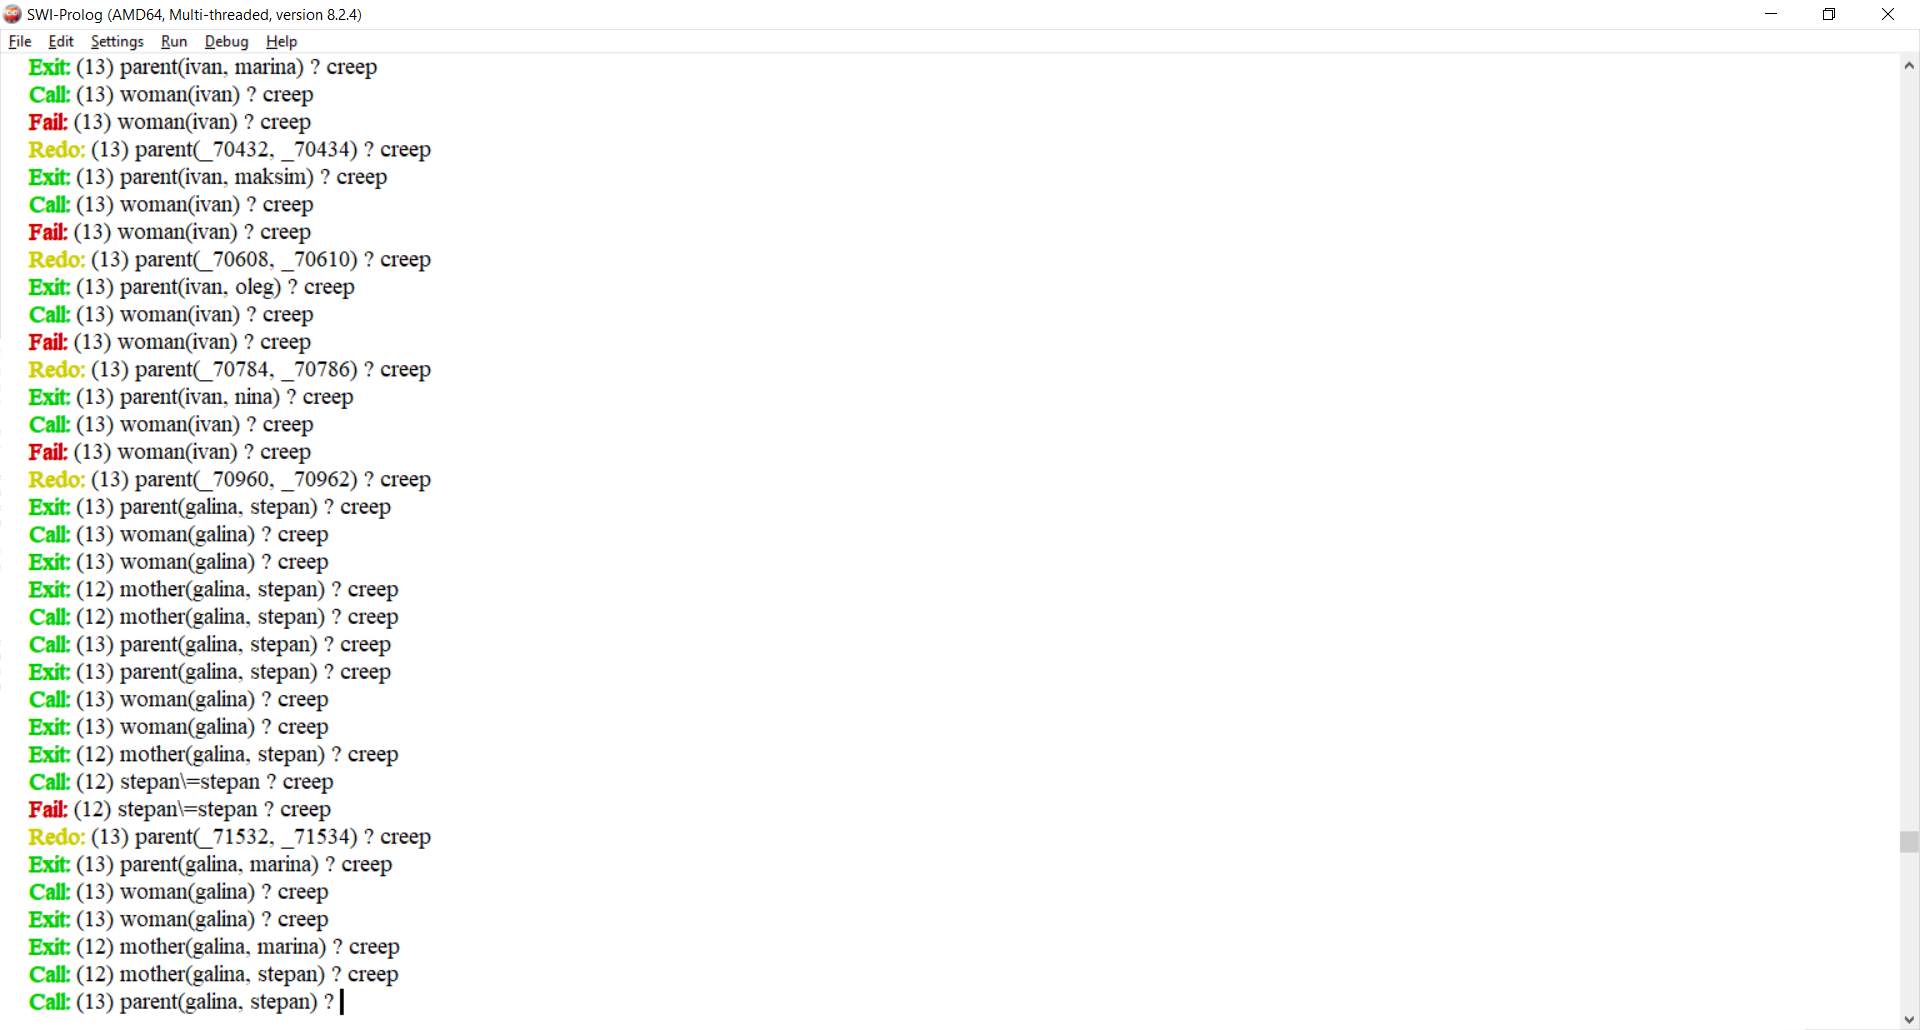 SWI-Prolog (AMD64, Multi-threaded, version 8.2.4)
File Edit Settings Run Debug Help
Exit: (13) parent(ivan, marina) ? creep
Call: (13) woman(ivan) ? creep
Fail: (13) woman(ivan) ? creep
Redo: (13) parent(_70432, _70434) ? creep
Exit: (13) parent(ivan, maksim) ? creep
Call: (13) woman(ivan) ? creep
Fail: (13) woman(ivan) ? creep
Redo: (13) parent(_70608, _70610) ? creep
Exit: (13) parent(ivan, oleg) ? creep
Call: (13) woman(ivan) ? creep
Fail: (13) woman(ivan) ? creep
Redo: (13) parent(_70784, _70786) ? creep
Exit: (13) parent(ivan, nina) ? creep
Call: (13) woman(ivan) ? creep
Fail: (13) woman(ivan) ? creep
Redo: (13) parent(_70960, _70962) ? creep
Exit: (13) parent(galina, stepan) ? creep
Call: (13) woman(galina) ? creep
Exit: (13) woman(galina) ? creep
Exit: (12) mother(galina, stepan) ? creep
Call: (12) mother(galina, stepan) ? creep
Call: (13) parent(galina, stepan) ? creep
Exit: (13) parent(galina, stepan) ? creep
Call: (13) woman(galina) ? creep
Exit: (13) woman(galina) ? creep
Exit: (12) mother(galina, stepan) ? creep
Call: (12) stepan\=stepan ? creep
Fail: (12) stepan\=stepan ? creep
Redo: (13) parent(_71532, _71534) ? creep
Exit: (13) parent(galina, marina) ? creep
Call: (13) woman(galina) ? creep
Exit: (13) woman(galina) ? creep
Exit: (12) mother(galina, marina) ? creep
Call: (12) mother(galina, stepan) ? creep
Call: (13) parent(galina, stepan) ?